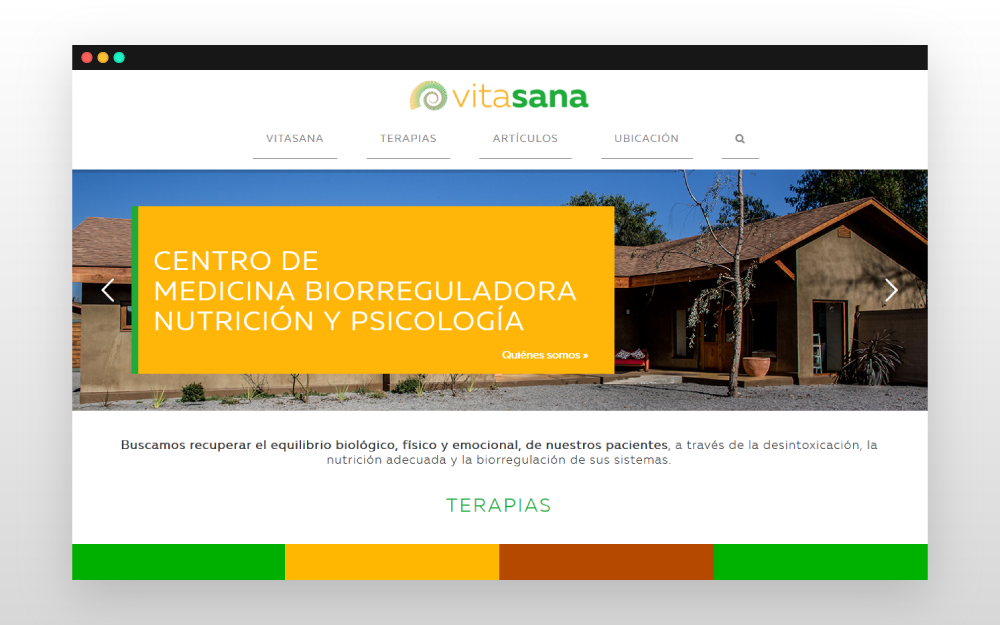 vitasana
VITASANA TERAPIAS ARTÍCULOS UBICACIÓN
CENTRO DE
MEDICINA BIORREGULADORA
NUTRICIÓN Y PSICOLOGÍA
Quiénes somos »
Buscamos recuperar el equilibrio biológico, físico y emocional, de nuestros pacientes, a través de la desintoxicación, la
nutrición adecuada y la biorregulación de sus sistemas.
TERAPIAS